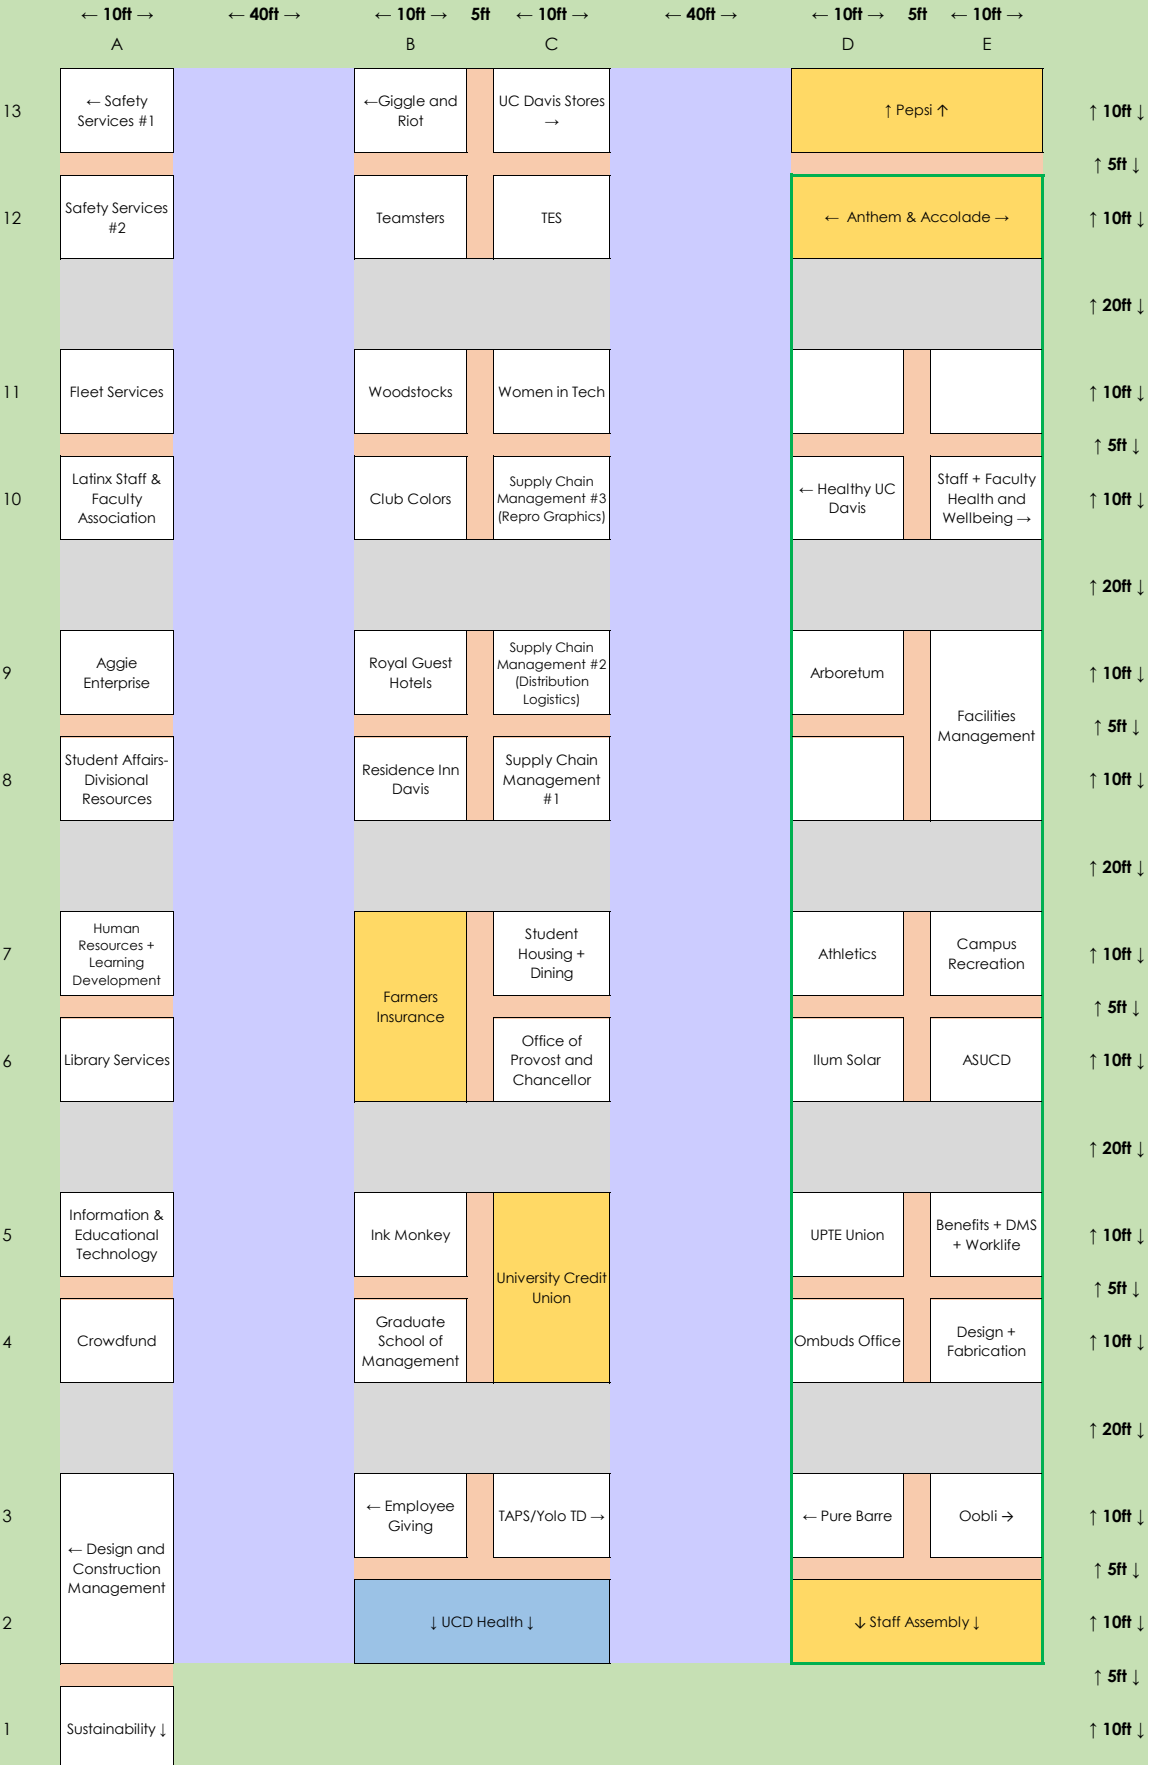 ← 10ft → ← 40ft → ← 10ft → 5ft ← 10ft → ← 40ft → ← 10ft → 5ft ← 10ft →
A B C D E
13
← Safety
Services #1
←Giggle and
Riot
UC Davis Stores
→
↑ Pepsi ↑
↑ 10ft ↓
↑ 5ft ↓
12
Safety Services
#2
Teamsters
TES
← Anthem & Accolade →
↑ 10ft ↓
↑ 20ft ↓
11
Fleet Services
Woodstocks
Women in Tech
↑ 10ft ↓
↑ 5ft ↓
10
Latinx Staff &
Faculty
Association
Club Colors
Supply Chain
Management #3
(Repro Graphics)
← Healthy UC
Davis
Staff + Faculty
Health and
Wellbeing →
↑ 10ft ↓
↑ 20ft ↓
9
Aggie
Enterprise
Royal Guest
Hotels
Supply Chain
Management #2
(Distribution
Logistics)
Arboretum
Facilities
Management
↑ 10ft ↓
↑ 5ft ↓
8
Student Affairs-
Divisional
Resources
Residence Inn
Davis
Supply Chain
Management
#1
↑ 10ft ↓
↑ 20ft ↓
7
Human
Resources +
Learning
Development
Farmers
Insurance
Student
Housing +
Dining
Athletics
Campus
Recreation
↑ 10ft ↓
↑ 5ft ↓
6
Library Services
Office of
Provost and
Chancellor
Ilum Solar
ASUCD
↑ 10ft ↓
↑ 20ft ↓
5
Information &
Educational
Technology
Ink Monkey
University Credit
Union
UPTE Union
Benefits + DMS
+ Worklife
↑ 10ft ↓
↑ 5ft ↓
4
Crowdfund
Graduate
School of
Management
Ombuds Office
Design +
Fabrication
↑ 10ft ↓
↑ 20ft ↓
3
← Design and
Construction
Management
← Employee
Giving
TAPS/Yolo TD →
← Pure Barre
Oobli →
↑ 10ft ↓
↑ 5ft ↓
2
↓ UCD Health ↓
↓ Staff Assembly ↓
↑ 10ft ↓
↑ 5ft ↓
1
Sustainability ↓
↑ 10ft ↓